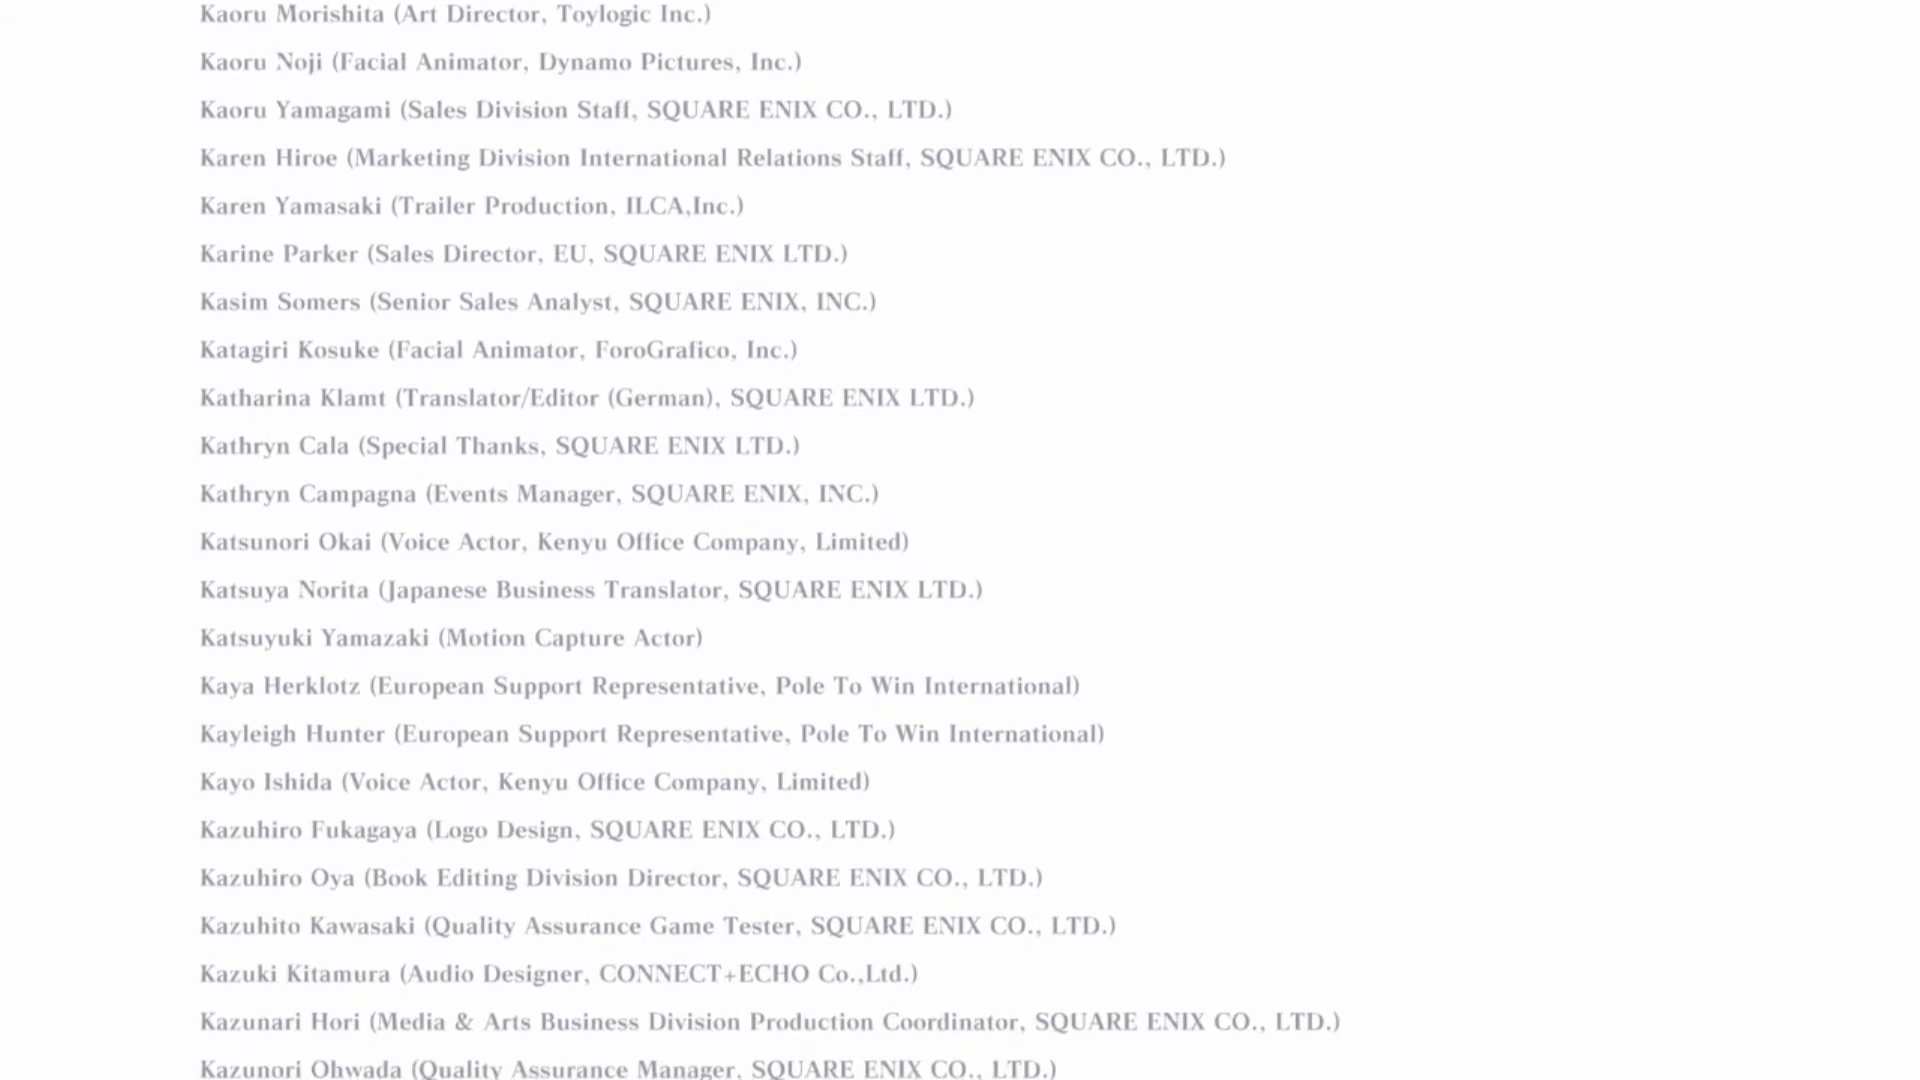 Kaoru Morishita (Art Director, Toylogic Inc.)
Kaoru Noji (Facial Animator, Dynamo Pictures, Inc.)
Kaoru Yamagami (Sales Division Staff, SQUARE ENIX CO., LTD.)
Karen Hiroe (Marketing Division International Relations Staff, SQUARE ENIX CO., LTD.)
Karen Yamasaki (Trailer Production, ILCA,Inc.)
Karine Parker (Sales Director, EU, SQUARE ENIX LTD.)
Kasim Somers (Senior Sales Analyst, SQUARE ENIX, INC.)
Katagiri Kosuke (Facial Animator, ForoGrafico, Inc.)
Katharina Klamt (Translator/Editor (German), SQUARE ENIX LTD.)
Kathryn Cala (Special Thanks, SQUARE ENIX LTD.)
Kathryn Campagna (Events Manager, SQUARE ENIX, INC.)
Katsunori Okai (Voice Actor, Kenyu Office Company, Limited)
Katsuya Norita (Japanese Business Translator, SQUARE ENIX LTD.)
Katsuyuki Yamazaki (Motion Capture Actor)
Kaya Herklotz (European Support Representative, Pole To Win International)
Kayleigh Hunter (European Support Representative, Pole To Win International)
Kayo Ishida (Voice Actor, Kenyu Office Company, Limited)
Kazuhiro Fukagaya (Logo Design, SQUARE ENIX CO., LTD.)
Kazuhiro Oya (Book Editing Division Director, SQUARE ENIX CO., LTD.)
Kazuhito Kawasaki (Quality Assurance Game Tester, SQUARE ENIX CO., LTD.)
Kazuki Kitamura (Audio Designer, CONNECT+ECHO Co.,Ltd.)
Kazunari Hori (Media & Arts Business Division Production Coordinator, SQUARE ENIX CO., LTD.)
Kazunori Ohwada (Quality Assurance Manager, SQUARE ENIX CO., LTD.)